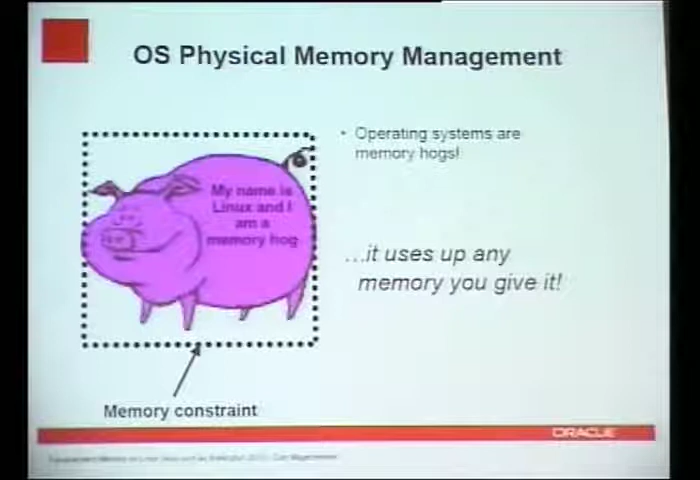 OS Physical Memory Management
• Operating systems are
memory hogs!
My name is
Linux and I
am a
memory hog
...it uses up any
memory you give it!
Memory constraint
ORACLE